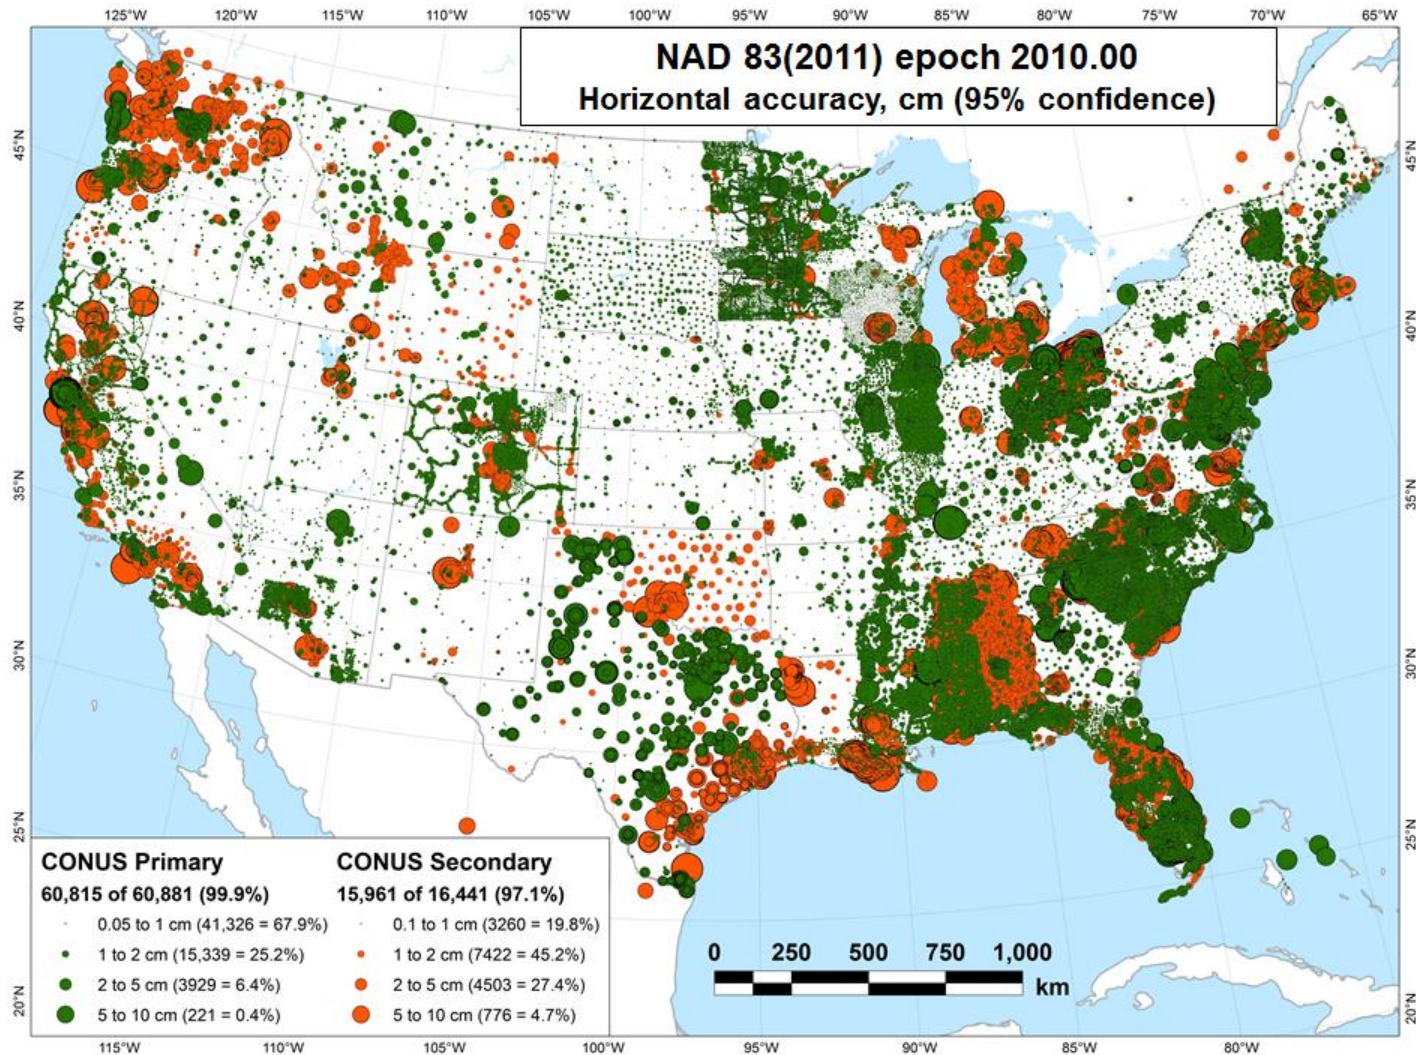 125°W 120°W 115°W 110°W 105°W 100°W 95°W 90°W 85°W 80°W 75°W 70°W 65°W
NAD 83(2011) epoch 2010.00
Horizontal accuracy, cm (95% confidence)
45°N
40°N
35°N
30°N
25°N
20°N
45°N
40°N
35°N
30°N
25°N
20°N
CONUS Primary
60,815 of 60,881 (99.9%)
0.05 to 1 cm (41,326 = 67.9%)
1 to 2 cm (15,339 = 25.2%)
2 to 5 cm (3929 = 6.4%)
5 to 10 cm (221 = 0.4%)
CONUS Secondary
15,961 of 16,441 (97.1%)
0.1 to 1 cm (3260 = 19.8%)
1 to 2 cm (7422 = 45.2%)
2 to 5 cm (4503 = 27.4%)
5 to 10 cm (776 = 4.7%)
0 250 500 750 1,000
km
115°W 110°W 105°W 100°W 95°W 90°W 85°W 80°W